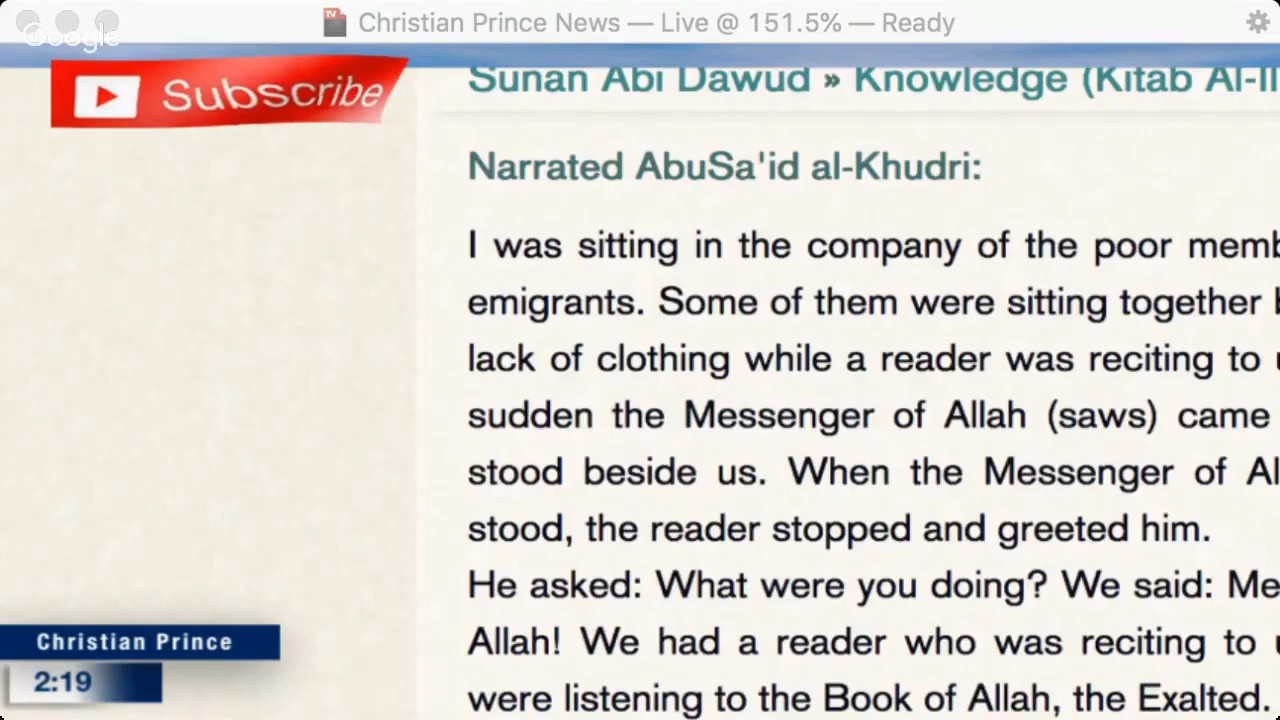 Christian Prince News — Live @ 151.5% — Ready
Google
Subscribe
Sunan Abi Dawud » Knowledge (Kitab Al-Il
Narrated AbuSa'id al-Khudri:
I was sitting in the company of the poor memb
emigrants. Some of them were sitting together b
lack of clothing while a reader was reciting to u
sudden the Messenger of Allah (saws) came
stood beside us. When the Messenger of Al
stood, the reader stopped and greeted him.
He asked: What were you doing? We said: Me
Allah! We had a reader who was reciting to u
were listening to the Book of Allah, the Exalted.
Christian Prince
2:19